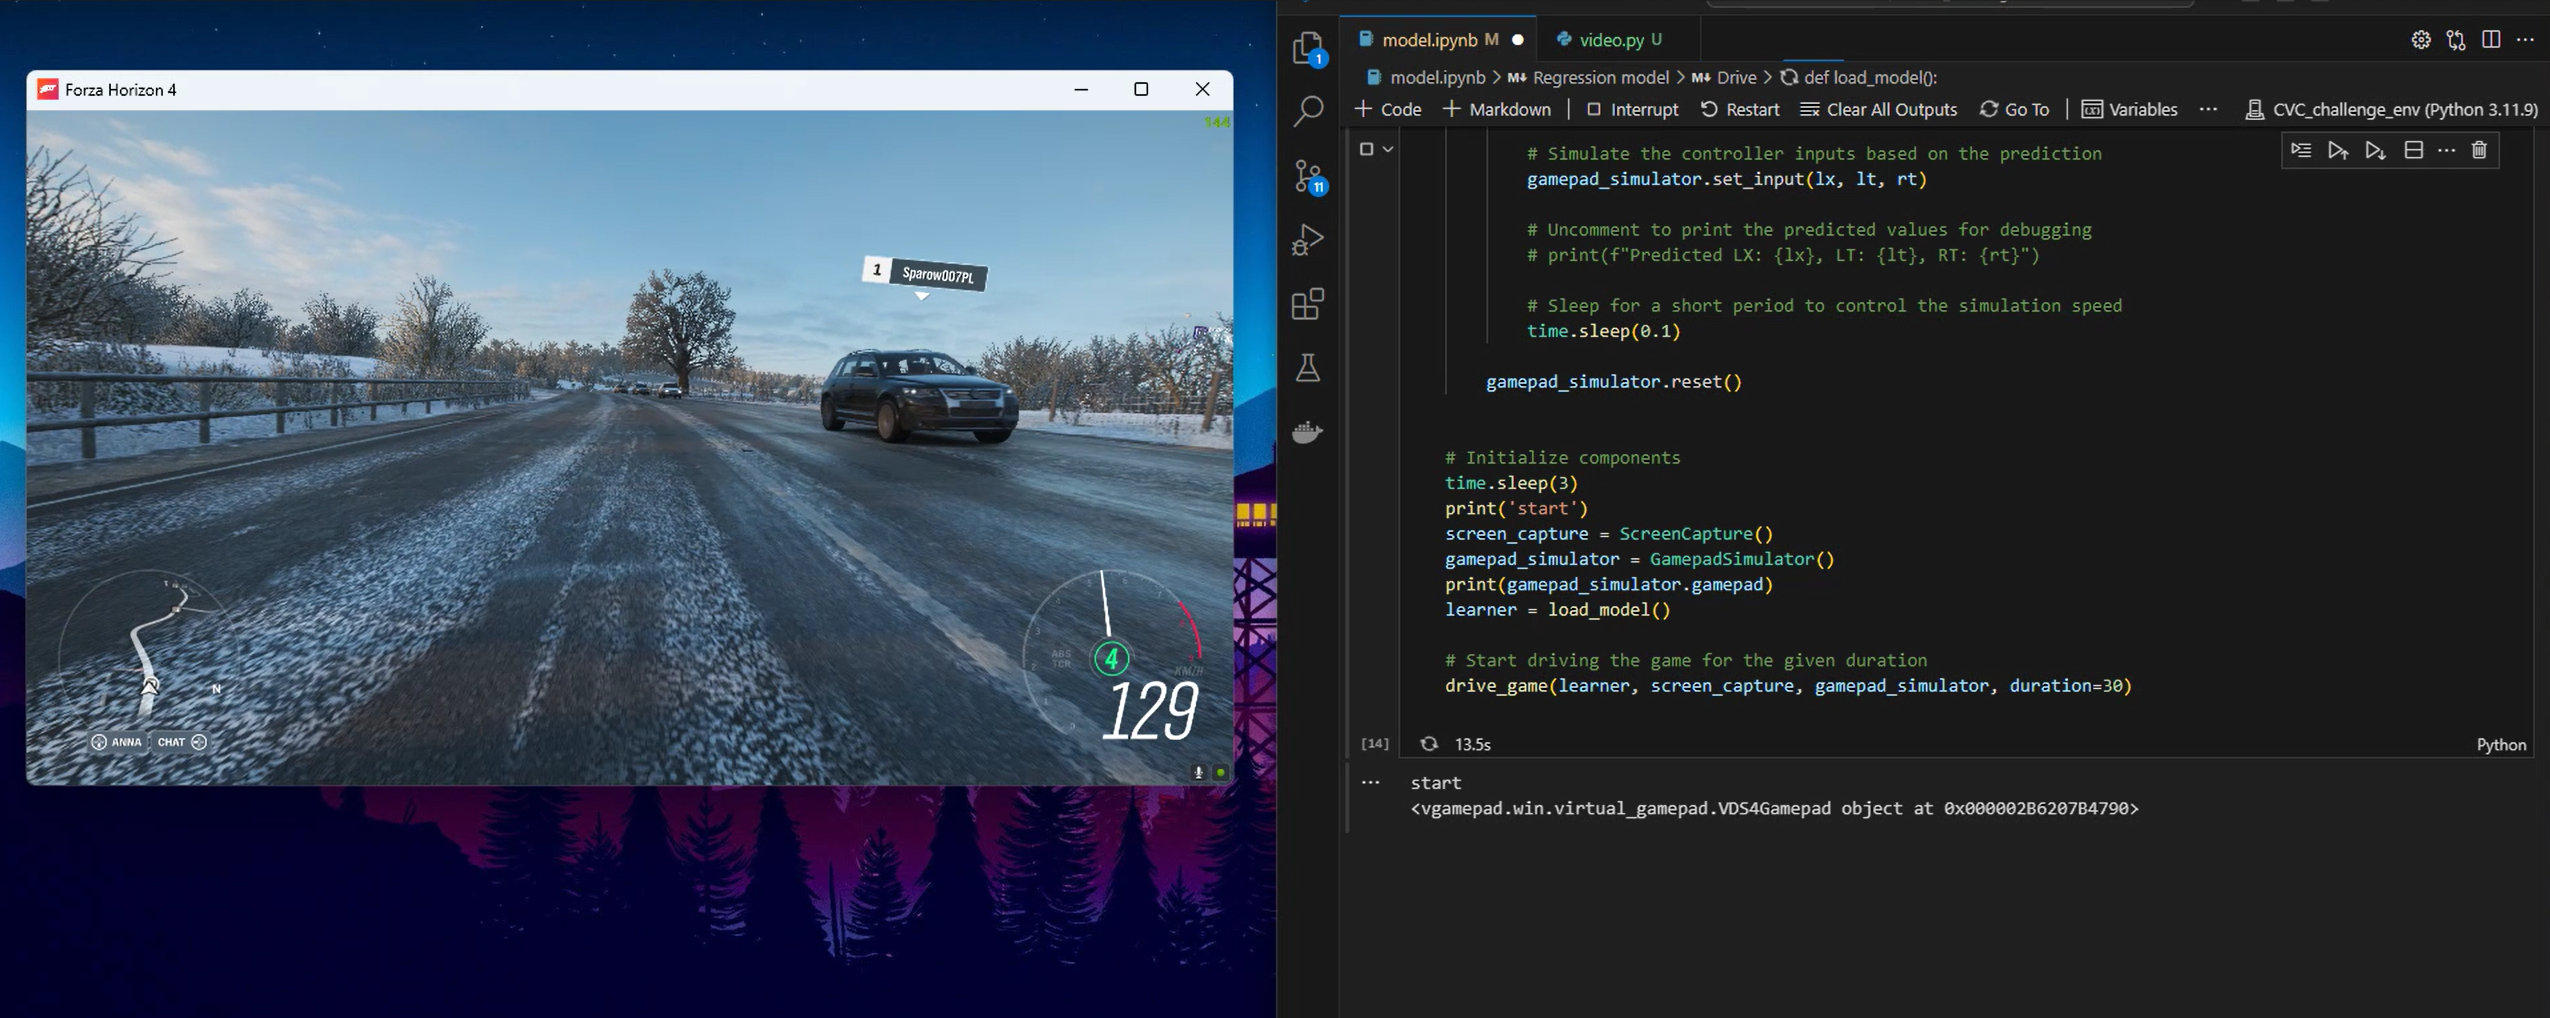 Forza Horizon 4
144
1 Sparow007PL
N
ANNA CHAT
ABS
TCR
KM/H
4
129
1
11
model.ipynb M
video.py U
model.ipynb > M↓ Regression model > M↓ Drive > def load_model():
+ Code + Markdown | Interrupt Restart Clear All Outputs Go To | Variables ... CVC_challenge_env (Python 3.11.9)
# Simulate the controller inputs based on the prediction
gamepad_simulator.set_input(lx, lt, rt)
# Uncomment to print the predicted values for debugging
# print(f"Predicted LX: {lx}, LT: {lt}, RT: {rt}")
# Sleep for a short period to control the simulation speed
time.sleep(0.1)
gamepad_simulator.reset()
# Initialize components
time.sleep(3)
print('start')
screen_capture = ScreenCapture()
gamepad_simulator = GamepadSimulator()
print(gamepad_simulator.gamepad)
learner = load_model()
# Start driving the game for the given duration
drive_game(learner, screen_capture, gamepad_simulator, duration=30)
[14] 13.5s Python
... start
<vgamepad.win.virtual_gamepad.VDS4Gamepad object at 0x000002B6207B4790>